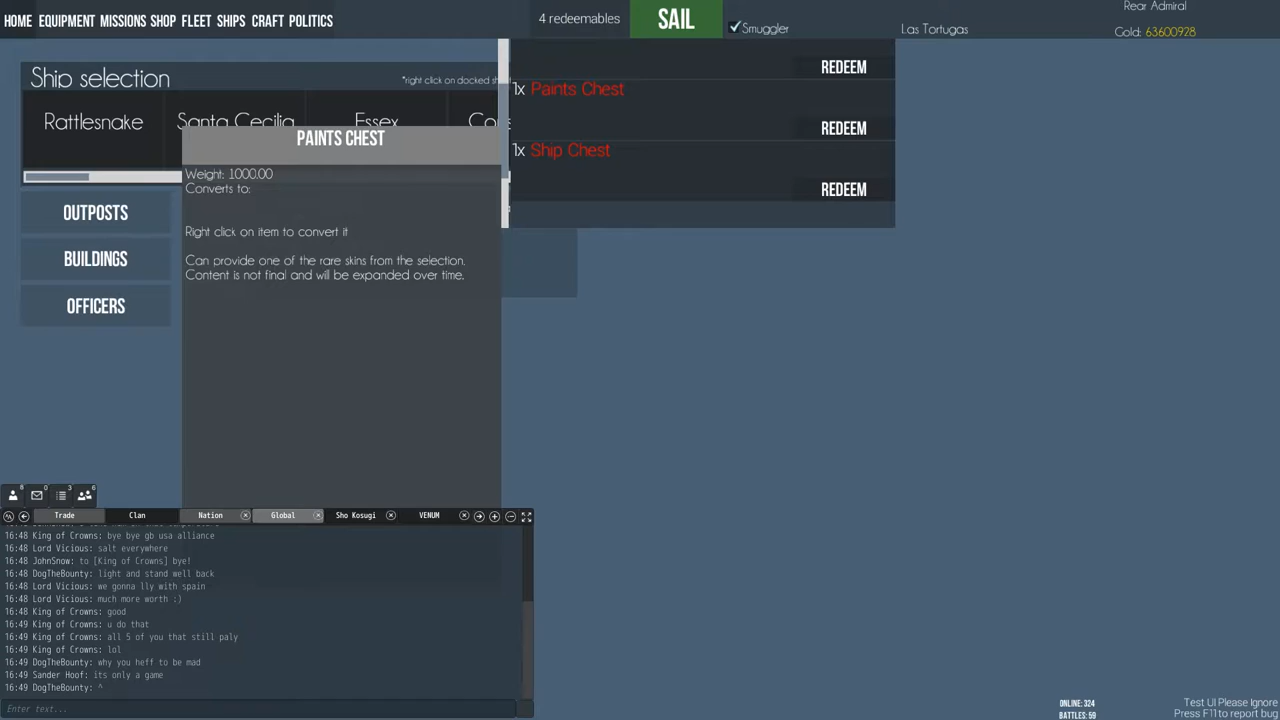 HOME EQUIPMENT MISSIONS SHOP FLEET SHIPS CRAFT POLITICS
4 redeemables
SAIL
Smuggler
Las Tortugas
Rear Admiral
Gold: 63600928
Ship selection
*right click on docked
Rattlesnake
Santa Cecilia
Essex
REDEEM
1x Paints Chest
REDEEM
1x Ship Chest
REDEEM
PAINTS CHEST
Weight: 1000.00
Converts to:
Right click on item to convert it
Can provide one of the rare skins from the selection.
Content is not final and will be expanded over time.
OUTPOSTS
BUILDINGS
OFFICERS
Trade Clan Nation Global Sho Kosugi VENUM
16:48 King of Crowns: bye bye gb usa alliance
16:48 Lord Vicious: salt everywhere
16:48 JohnSnow: to [King of Crowns] bye!
16:48 DogTheBounty: light and stand well back
16:48 Lord Vicious: we gonna lly with spain
16:48 Lord Vicious: much more worth :)
16:48 King of Crowns: good
16:49 King of Crowns: u do that
16:49 King of Crowns: all 5 of you that still paly
16:49 King of Crowns: lol
16:49 DogTheBounty: why you heff to be mad
16:49 Sander Hoof: its only a game
16:49 DogTheBounty: ^
Enter text...
ONLINE: 324
BATTLES: 59
Test UI Please Ignore
Press F11 to report bug